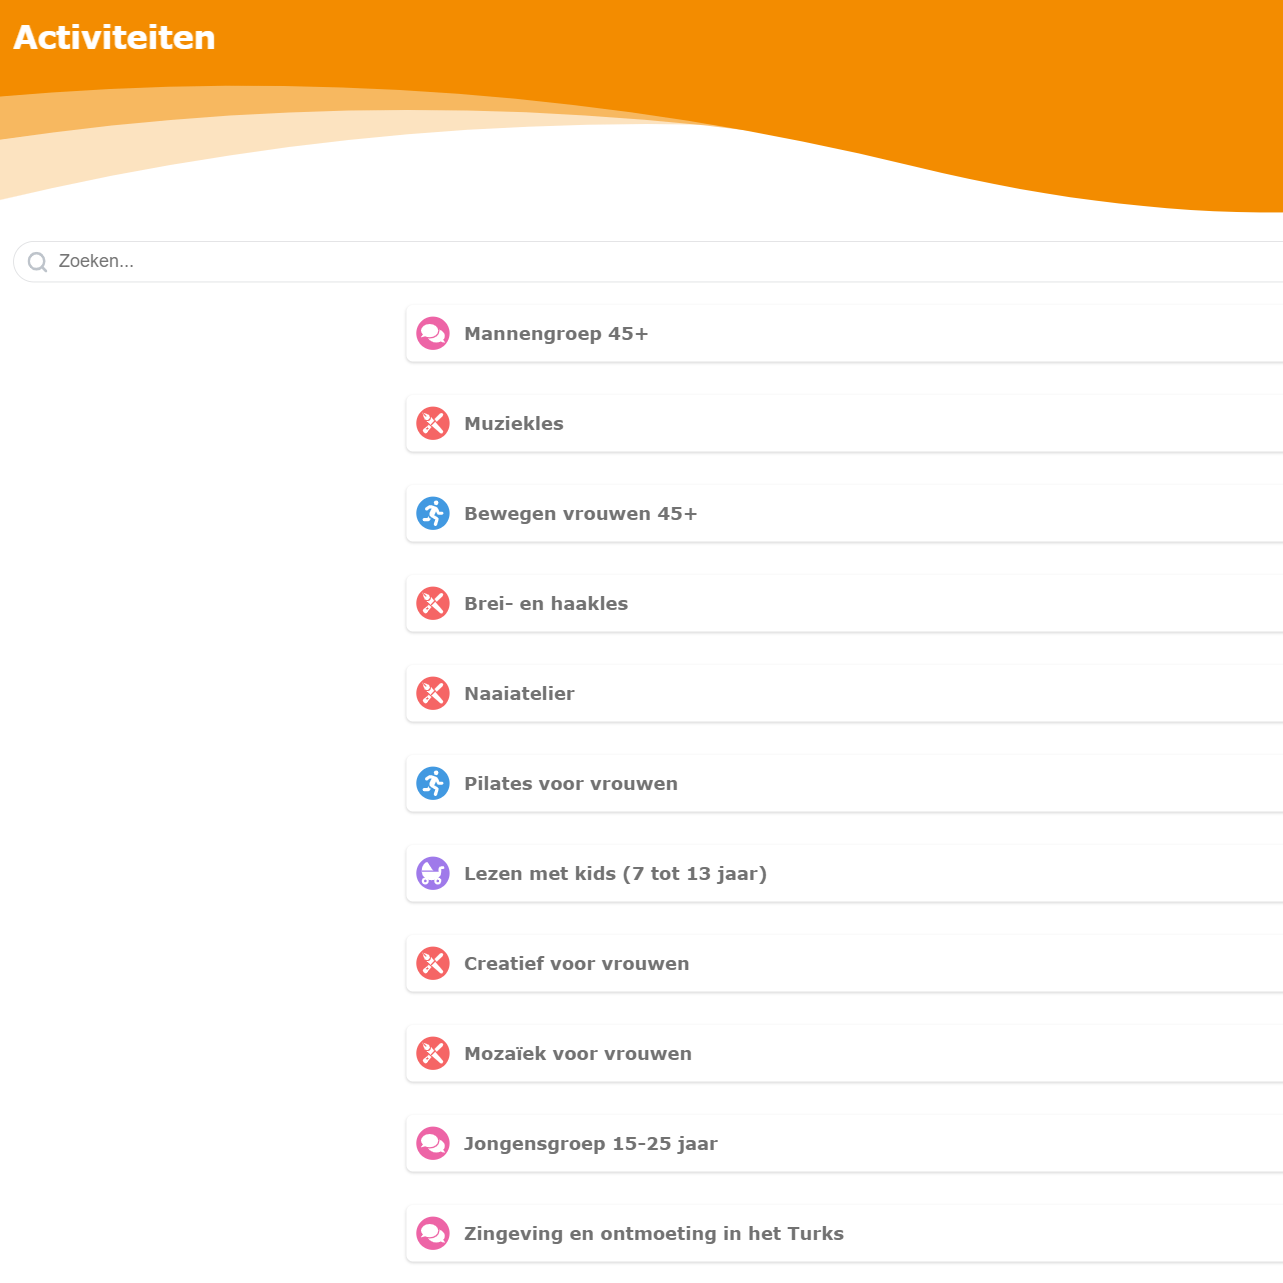 Activiteiten
Zoeken...
Mannengroep 45+
Muziekles
Bewegen vrouwen 45+
Brei- en haakles
Naaiatelier
Pilates voor vrouwen
Lezen met kids (7 tot 13 jaar)
Creatief voor vrouwen
Mozaïek voor vrouwen
Jongensgroep 15-25 jaar
Zingeving en ontmoeting in het Turks